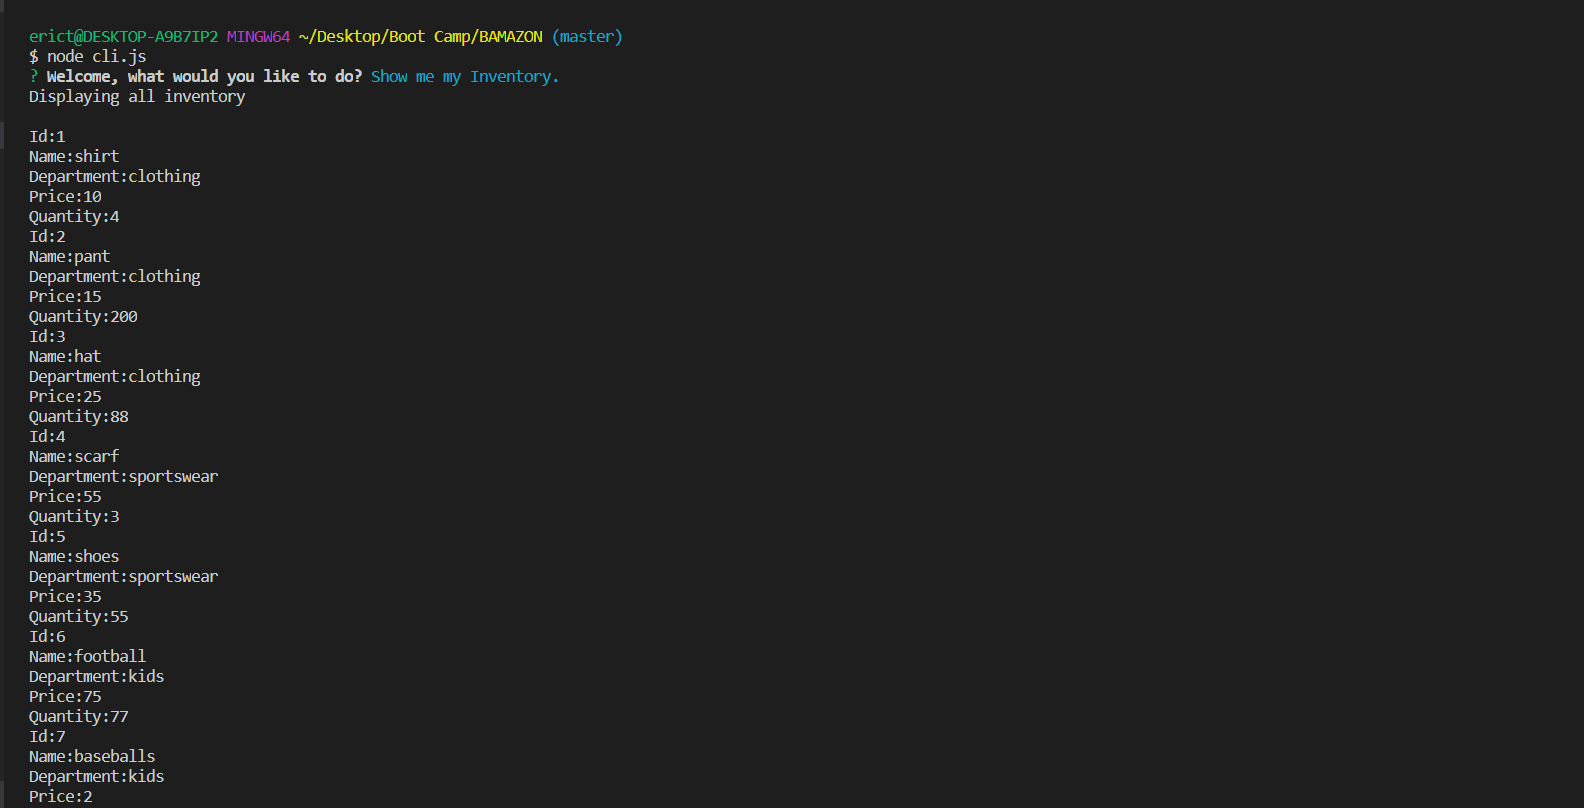 erict@DESKTOP-A9B7IP2 MINGW64 ~/Desktop/Boot Camp/BAMAZON (master)
$ node cli.js
? Welcome, what would you like to do? Show me my Inventory.
Displaying all inventory
Id:1
Name:shirt
Department:clothing
Price:10
Quantity:4
Id:2
Name:pant
Department:clothing
Price:15
Quantity:200
Id:3
Name:hat
Department:clothing
Price:25
Quantity:88
Id:4
Name:scarf
Department:sportswear
Price:55
Quantity:3
Id:5
Name:shoes
Department:sportswear
Price:35
Quantity:55
Id:6
Name:football
Department:kids
Price:75
Quantity:77
Id:7
Name:baseballs
Department:kids
Price:2